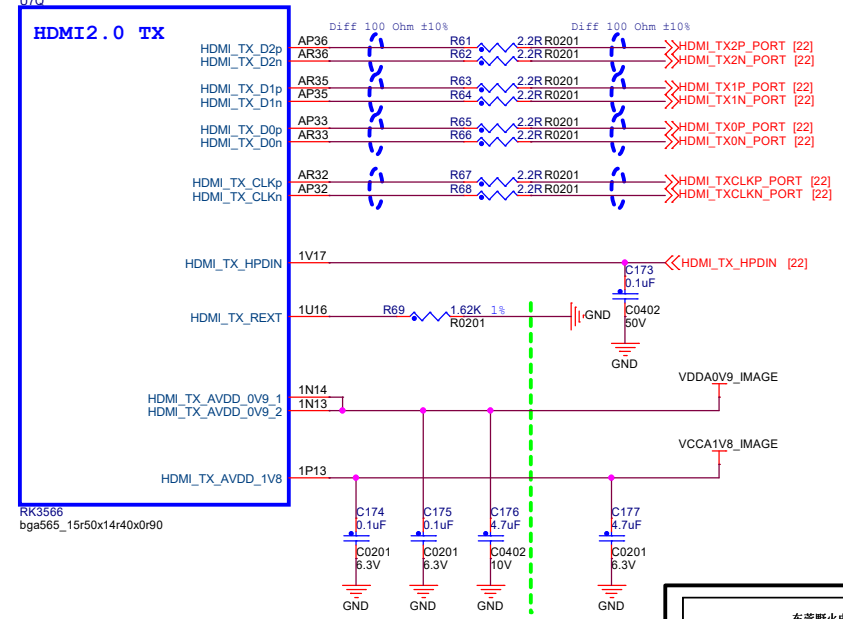 U7Q
HDMI2.0 TX
Diff 100 Ohm ±10%
Diff 100 Ohm ±10%
HDMI_TX_D2p AP36 R61 2.2R R0201 HDMI_TX2P_PORT [22]
HDMI_TX_D2n AR36 R62 2.2R R0201 HDMI_TX2N_PORT [22]
HDMI_TX_D1p AR35 R63 2.2R R0201 HDMI_TX1P_PORT [22]
HDMI_TX_D1n AP35 R64 2.2R R0201 HDMI_TX1N_PORT [22]
HDMI_TX_D0p AP33 R65 2.2R R0201 HDMI_TX0P_PORT [22]
HDMI_TX_D0n AR33 R66 2.2R R0201 HDMI_TX0N_PORT [22]
HDMI_TX_CLKp AR32 R67 2.2R R0201 HDMI_TXCLKP_PORT [22]
HDMI_TX_CLKn AP32 R68 2.2R R0201 HDMI_TXCLKN_PORT [22]
HDMI_TX_HPDIN 1V17 HDMI_TX_HPDIN [22]
C173
0.1uF
C0402
50V
GND
HDMI_TX_REXT 1U16 R69 1.62K 1% GND
R0201
VDDA0V9_IMAGE
HDMI_TX_AVDD_0V9_1 1N14
HDMI_TX_AVDD_0V9_2 1N13
VCCA1V8_IMAGE
HDMI_TX_AVDD_1V8 1P13
RK3566
bga565_15r50x14r40x0r90
C174 C175 C176 C177
0.1uF 0.1uF 4.7uF 4.7uF
C0201 C0201 C0402 C0201
6.3V 6.3V 10V 6.3V
GND GND GND GND